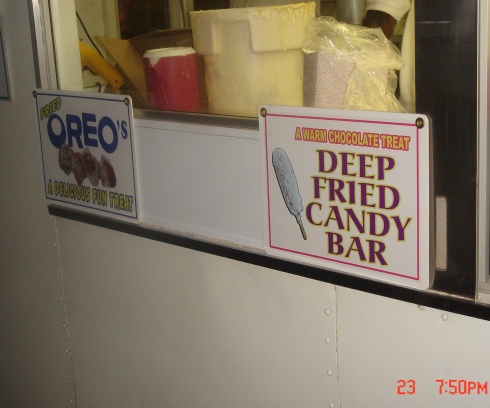 FRIED
OREO'S
A DELICIOUS FUN TREAT
A WARM CHOCOLATE TREAT
DEEP
FRIED
CANDY
BAR
23 7:50PM